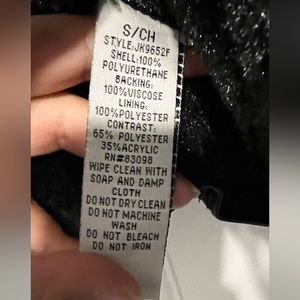 S/CH
STYLE:JK9652F
SHELL:100%
POLYURETHANE
BACKING:
100%VISCOSE
LINING:
100%POLYESTER
CONTRAST:
65% POLYESTER
35%ACRYLIC
RN#83098
WIPE CLEAN WITH
SOAP AND DAMP
CLOTH
DO NOT DRY CLEAN
DO NOT MACHINE
WASH
DO NOT BLEACH
DO NOT IRON